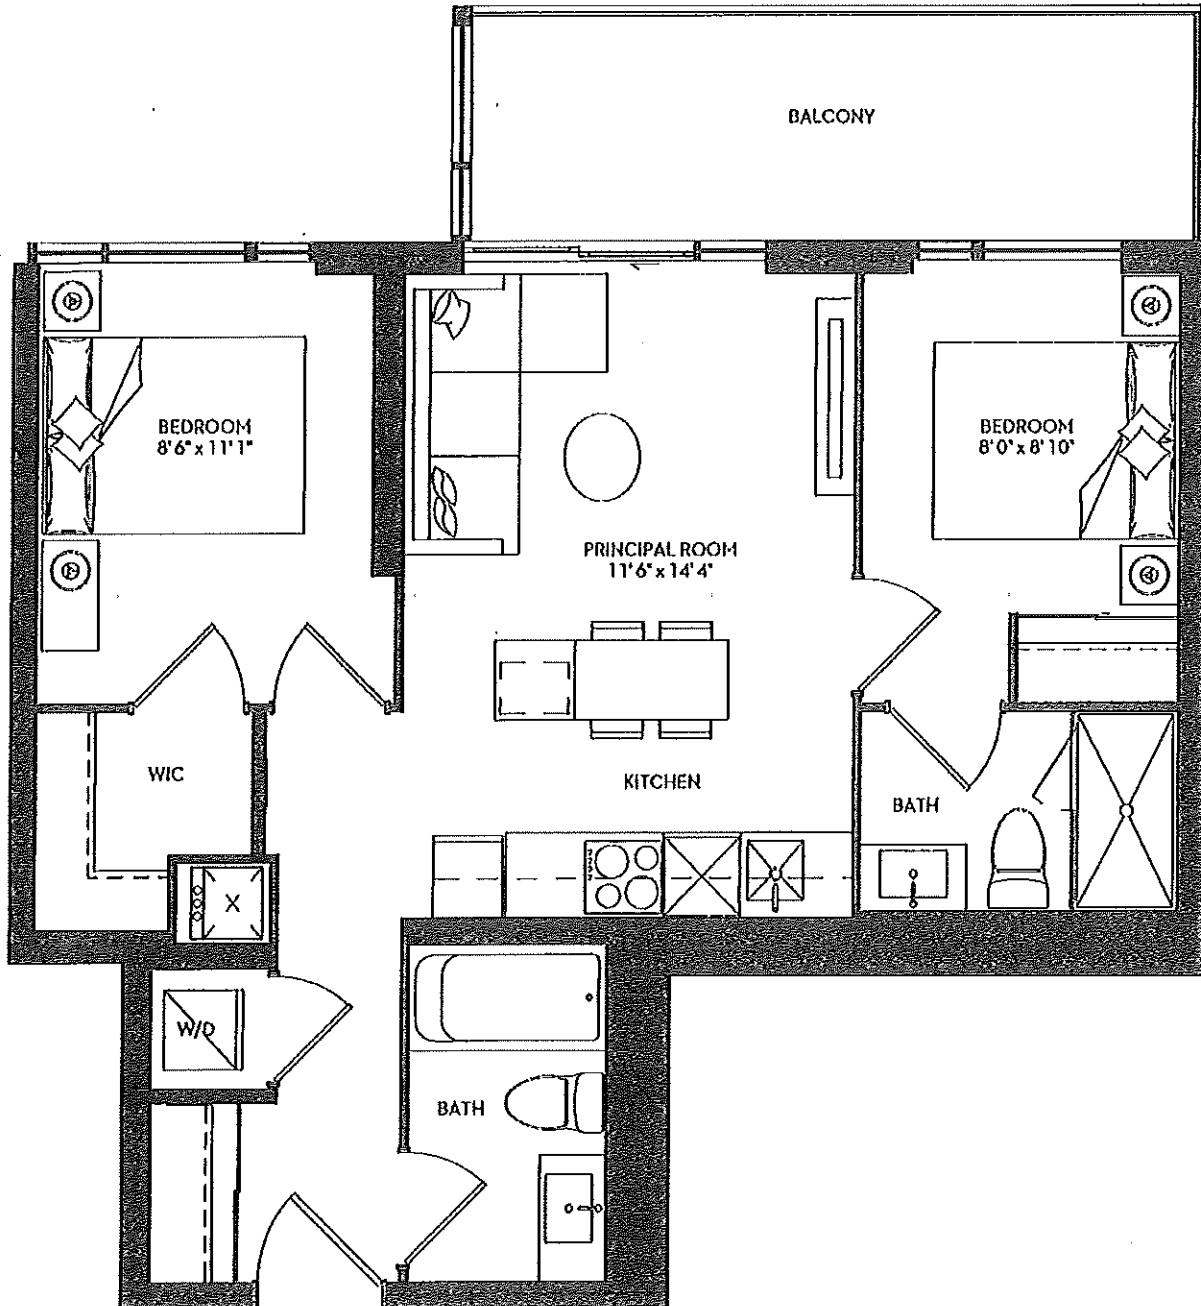 BALCONY
BEDROOM
8'6" x 11'1"
BEDROOM
8'0" x 8'10"
PRINCIPAL ROOM
11'6" x 14'4"
WIC
KITCHEN
BATH
X
W/D
BATH